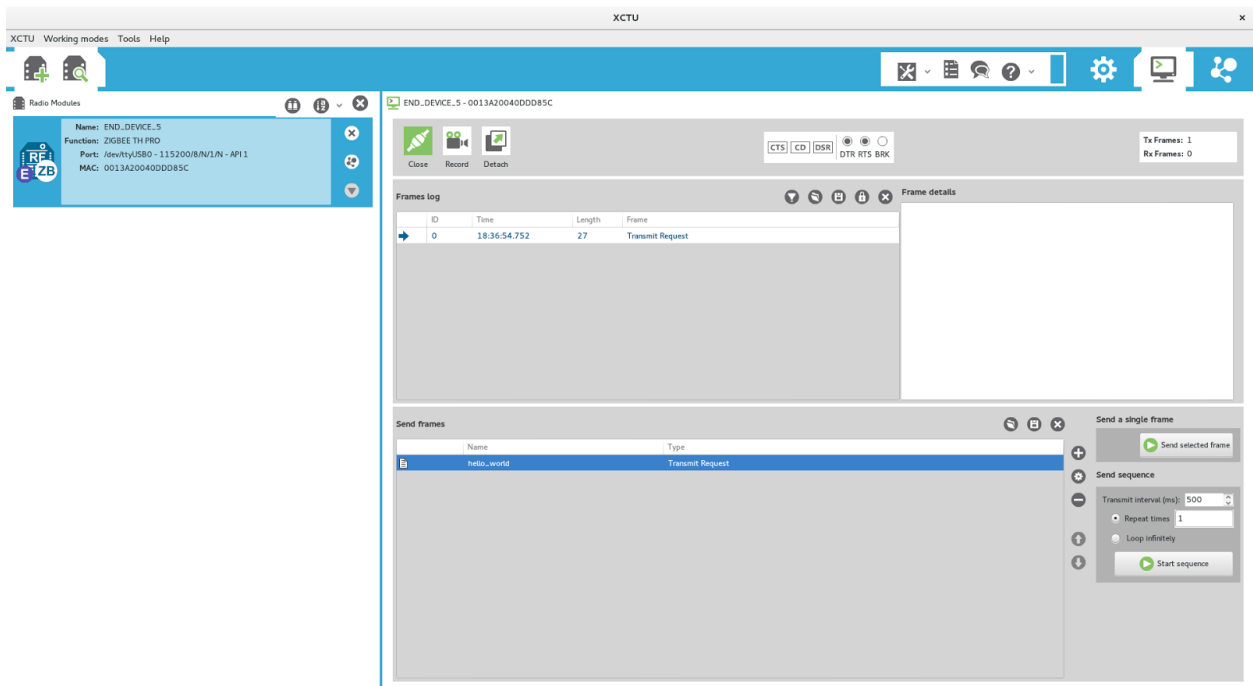 XCTU
XCTU Working modes Tools Help
Radio Modules
Name: END_DEVICE_5
Function: ZIGBEE TH PRO
Port: /dev/ttyUSB0 - 115200/8/N/1/N - API 1
MAC: 0013A20040DDD85C
RF
E ZB
END_DEVICE_5 - 0013A20040DDD85C
Close Record Detach
CTS CD DSR DTR RTS BRK
Tx Frames: 1
Rx Frames: 0
Frames log
ID Time Length Frame
0 18:36:54.752 27 Transmit Request
Frame details
Send frames
Name Type
hello_world Transmit Request
Send a single frame
Send selected frame
Send sequence
Transmit interval (ms): 500
Repeat times 1
Loop infinitely
Start sequence